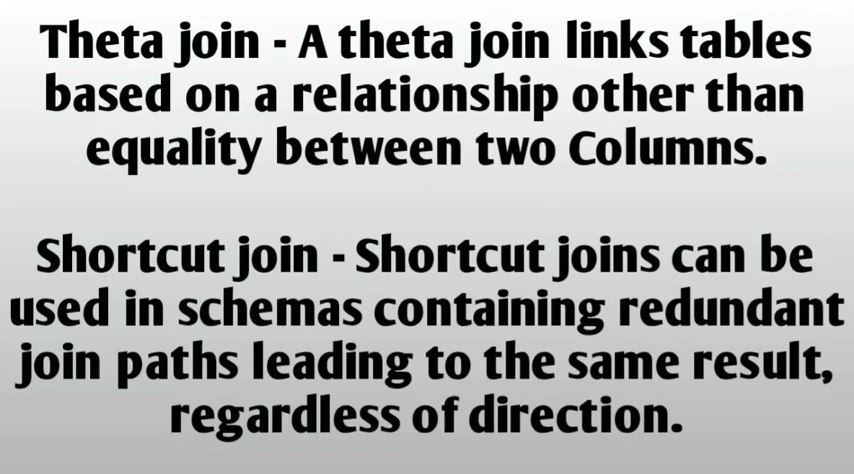 Theta join - A theta join links tables
based on a relationship other than
equality between two Columns.
Shortcut join - Shortcut joins can be
used in schemas containing redundant
join paths leading to the same result,
regardless of direction.